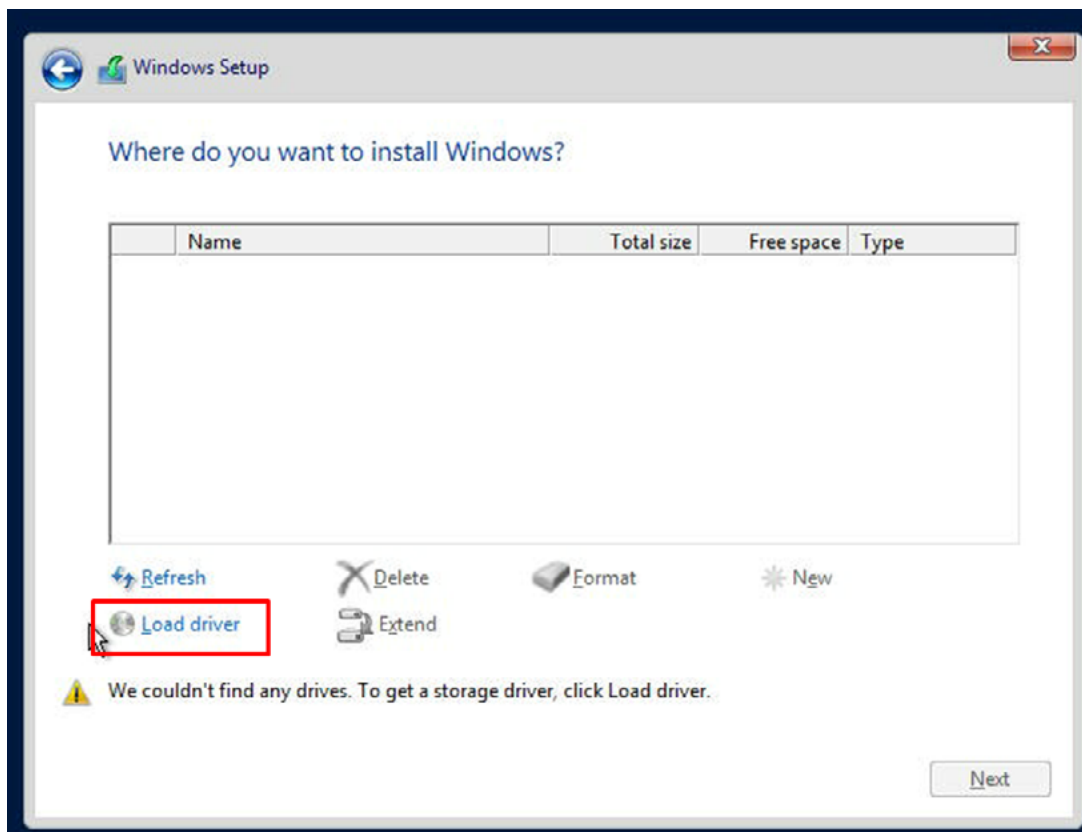 Windows Setup
Where do you want to install Windows?
Name Total size Free space Type
Refresh Delete Format New
Load driver Extend
We couldn't find any drives. To get a storage driver, click Load driver.
Next